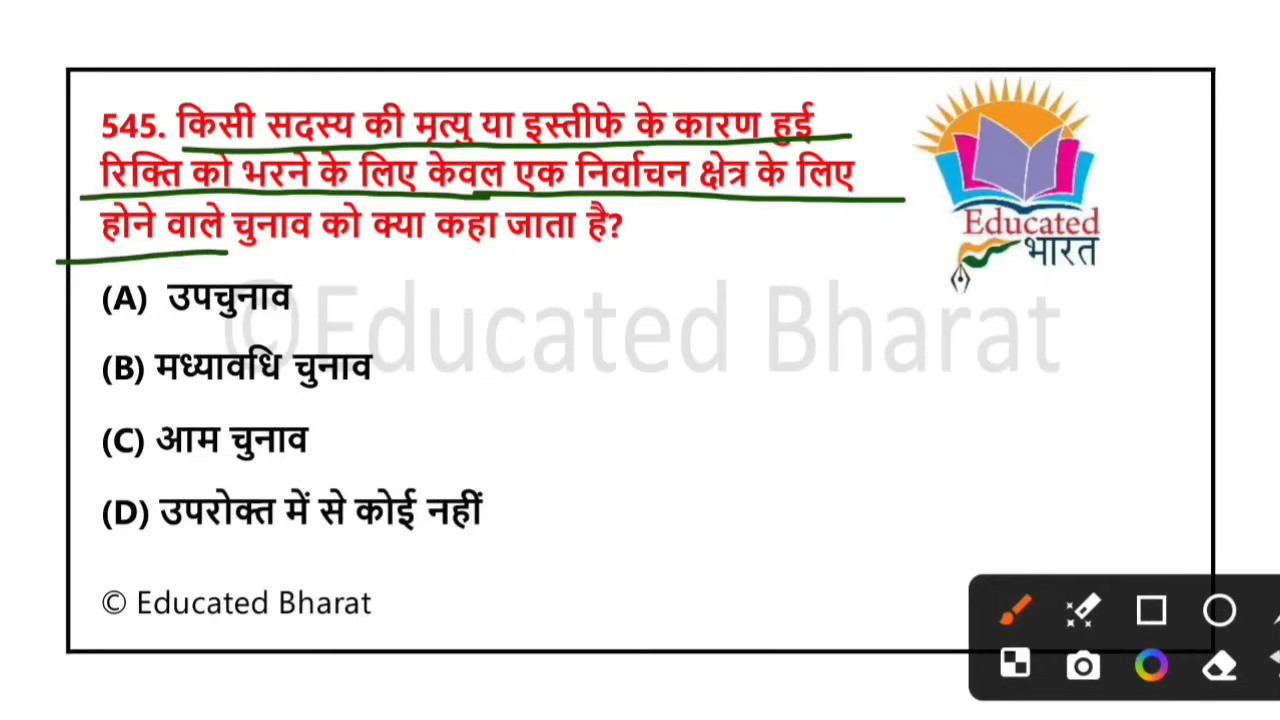 545. किसी सदस्य की मृत्यु या इस्तीफे के कारण हुई
रिक्ति को भरने के लिए केवल एक निर्वाचन क्षेत्र के लिए
होने वाले चुनाव को क्या कहा जाता है?
Educated
भारत
(A) उपचुनाव
©Educated Bharat
(B) मध्यावधि चुनाव
(C) आम चुनाव
(D) उपरोक्त में से कोई नहीं
© Educated Bharat